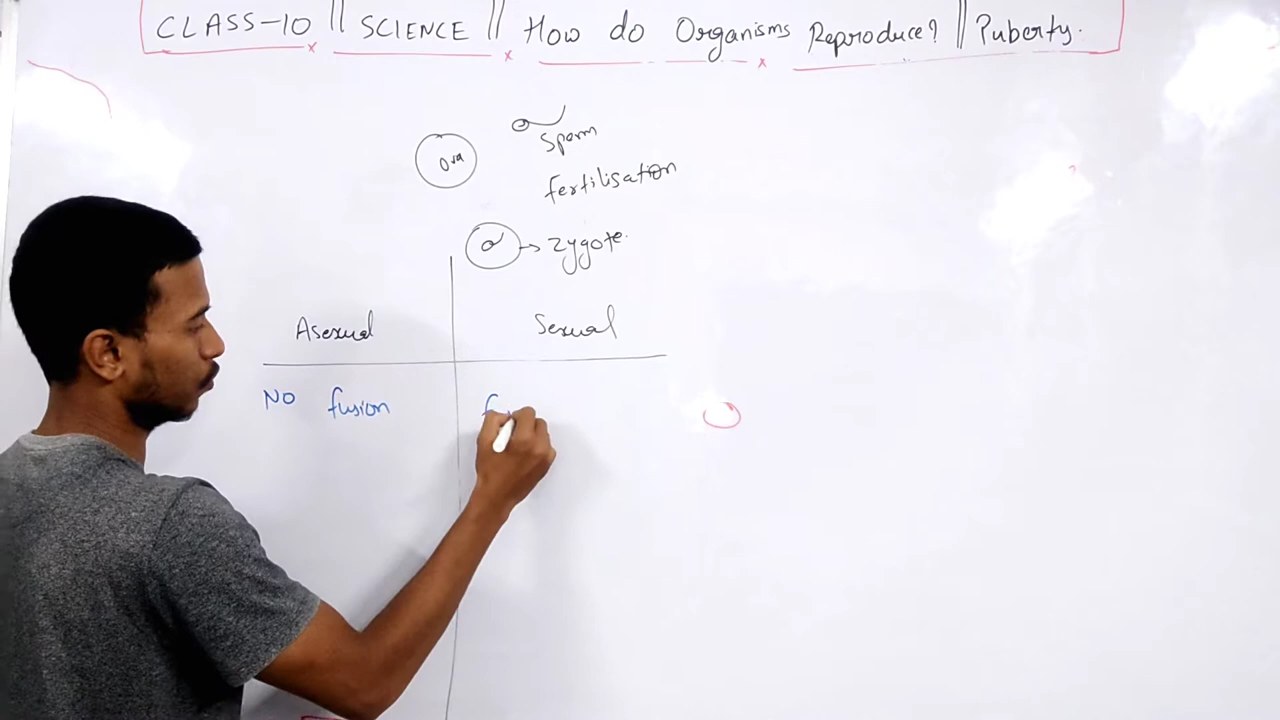 CLASS-10 || SCIENCE || How do Organisms Reproduce? || Puberty.
Ova
Sperm
fertilisation
→ zygote.
Asexual
Sexual
NO fusion